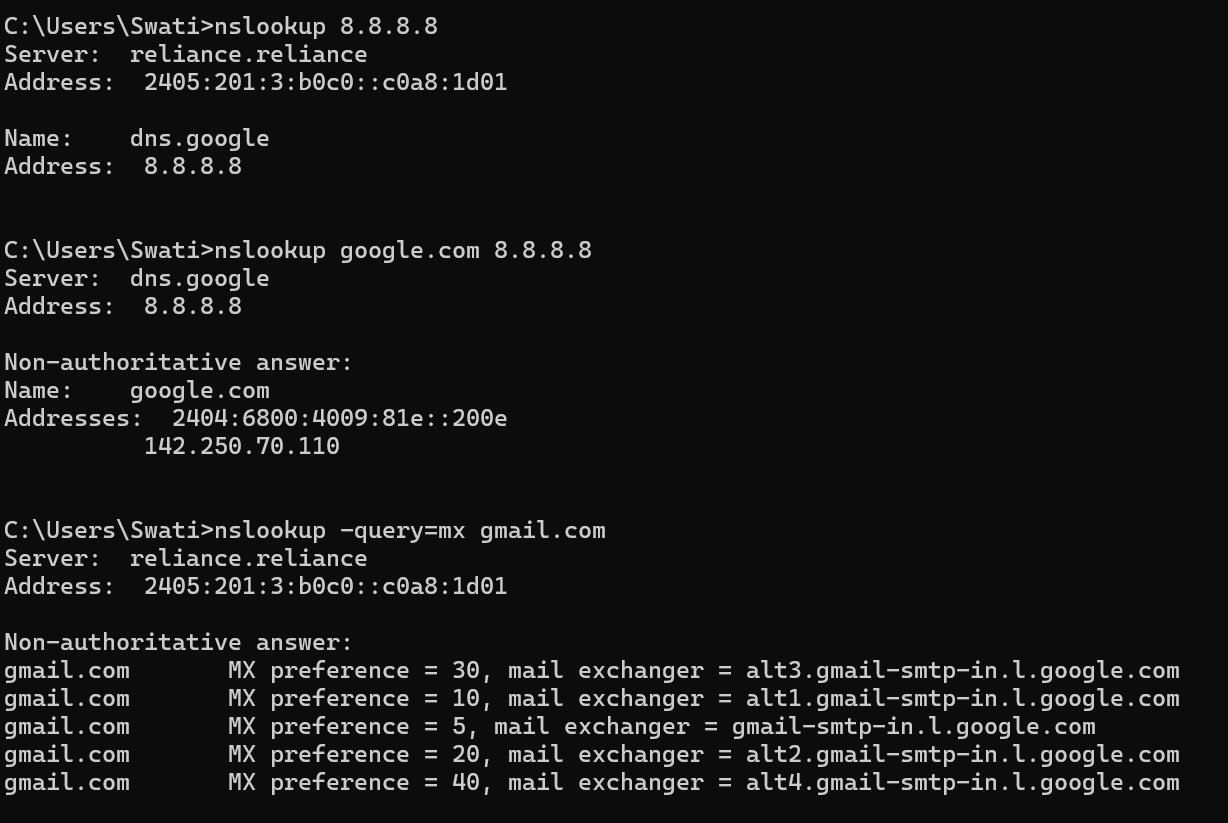 C:\Users\Swati>nslookup 8.8.8.8
Server:  reliance.reliance
Address:  2405:201:3:b0c0::c0a8:1d01

Name:    dns.google
Address:  8.8.8.8

C:\Users\Swati>nslookup google.com 8.8.8.8
Server:  dns.google
Address:  8.8.8.8

Non-authoritative answer:
Name:    google.com
Addresses:  2404:6800:4009:81e::200e
          142.250.70.110

C:\Users\Swati>nslookup -query=mx gmail.com
Server:  reliance.reliance
Address:  2405:201:3:b0c0::c0a8:1d01

Non-authoritative answer:
gmail.com       MX preference = 30, mail exchanger = alt3.gmail-smtp-in.l.google.com
gmail.com       MX preference = 10, mail exchanger = alt1.gmail-smtp-in.l.google.com
gmail.com       MX preference = 5, mail exchanger = gmail-smtp-in.l.google.com
gmail.com       MX preference = 20, mail exchanger = alt2.gmail-smtp-in.l.google.com
gmail.com       MX preference = 40, mail exchanger = alt4.gmail-smtp-in.l.google.com